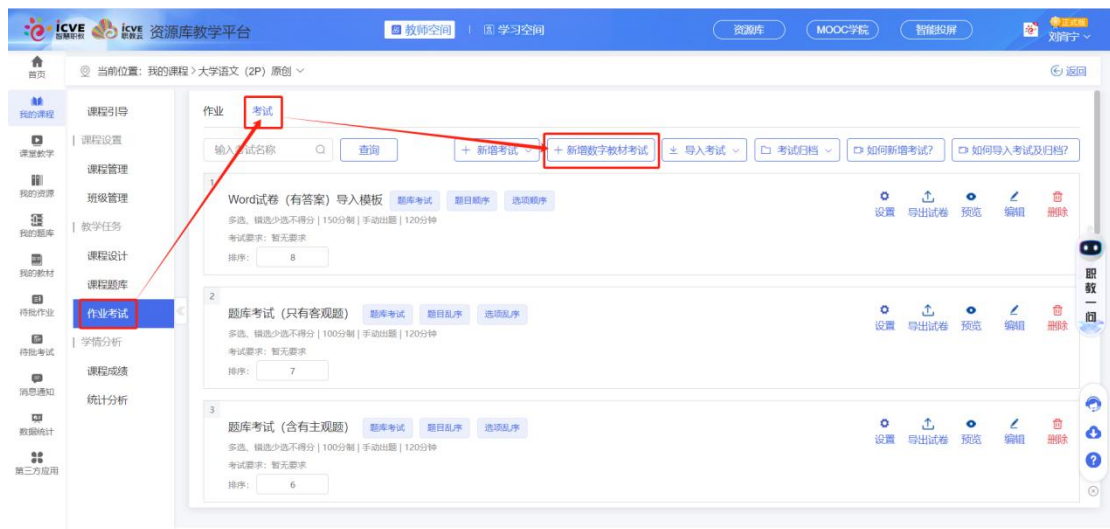 icve 智慧职教 icve 职教云 资源库教学平台 教师空间 学习空间 资源库 MOOC学院 智能投屏 正式版
首页 当前位置：我的课程 > 大学语文（2P）原创 返回
我的课程
课堂教学
我的资源
我的题库
我的教材
待批作业
待批考试
消息通知
数据统计
第三方应用
课程引导
课程设置
课程管理
班级管理
教学任务
课程设计
课程题库
作业考试
学情分析
课程成绩
统计分析
作业 考试
输入考试名称 查询 + 新增考试 + 新增数字教材考试 导入考试 考试归档 如何新增考试? 如何导入考试及归档?
1
Word试卷（有答案）导入模板 题库考试 题目顺序 选项顺序
多选、错选少选不得分 | 150分制 | 手动出题 | 120分钟
考试要求：暂无要求
排序： 8
设置 导出试卷 预览 编辑 删除
2
题库考试（只有客观题） 题库考试 题目乱序 选项乱序
多选、错选少选不得分 | 100分制 | 手动出题 | 120分钟
考试要求：暂无要求
排序： 7
设置 导出试卷 预览 编辑 删除
3
题库考试（含有主观题） 题库考试 题目乱序 选项乱序
多选、错选少选不得分 | 100分制 | 手动出题 | 120分钟
考试要求：暂无要求
排序： 6
设置 导出试卷 预览 编辑 删除
职教一问